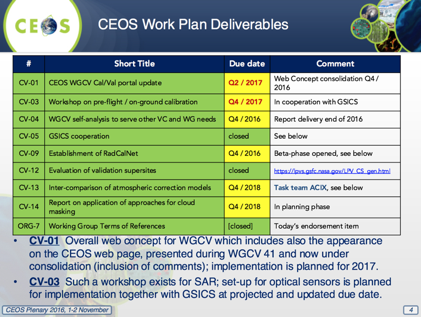 CEOS
CEOS Work Plan Deliverables
# Short Title Due date Comment
CV-01 CEOS WGCV Cal/Val portal update Q2 / 2017 Web Concept consolidation Q4 /
2016
CV-03 Workshop on pre-flight / on-ground calibration Q4 / 2017 In cooperation with GSICS
CV-04 WGCV self-analysis to serve other VC and WG needs Q4 / 2016 Report delivery end of 2016
CV-05 GSICS cooperation closed See below
CV-09 Establishment of RadCalNet Q4 / 2016 Beta-phase opened, see below
CV-12 Evaluation of validation supersites closed https://lpvs.gsfc.nasa.gov/LPV_CS_gen.html
CV-13 Inter-comparison of atmospheric correction models Q4 / 2018 Task team ACIX, see below
CV-14 Report on application of approaches for cloud
masking Q4 / 2018 In planning phase
ORG-7 Working Group Terms of References [closed] Today's endorsement item
• CV-01 Overall web concept for WGCV which includes also the appearance
on the CEOS web page, presented during WGCV 41 and now under
consolidation (inclusion of comments); implementation is planned for 2017.
• CV-03 Such a workshop exists for SAR; set-up for optical sensors is planned
for implementation together with GSICS at projected and updated due date.
CEOS Plenary 2016, 1-2 November 4